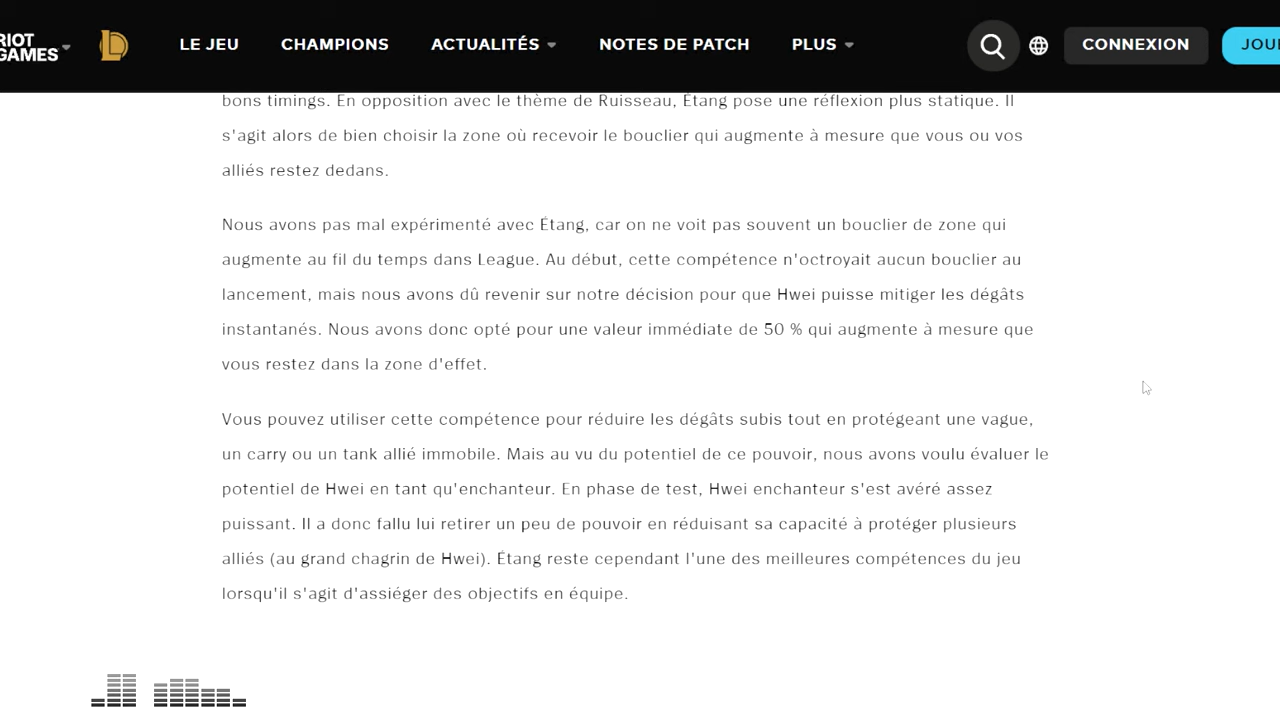 RIOT
GAMES
LE JEU
CHAMPIONS
ACTUALITÉS
NOTES DE PATCH
PLUS
CONNEXION
JOU
bons timings. En opposition avec le thème de Ruisseau, Étang pose une réflexion plus statique. Il
s'agit alors de bien choisir la zone où recevoir le bouclier qui augmente à mesure que vous ou vos
alliés restez dedans.
Nous avons pas mal expérimenté avec Étang, car on ne voit pas souvent un bouclier de zone qui
augmente au fil du temps dans League. Au début, cette compétence n'octroyait aucun bouclier au
lancement, mais nous avons dû revenir sur notre décision pour que Hwei puisse mitiger les dégâts
instantanés. Nous avons donc opté pour une valeur immédiate de 50 % qui augmente à mesure que
vous restez dans la zone d'effet.
Vous pouvez utiliser cette compétence pour réduire les dégâts subis tout en protégeant une vague,
un carry ou un tank allié immobile. Mais au vu du potentiel de ce pouvoir, nous avons voulu évaluer le
potentiel de Hwei en tant qu'enchanteur. En phase de test, Hwei enchanteur s'est avéré assez
puissant. Il a donc fallu lui retirer un peu de pouvoir en réduisant sa capacité à protéger plusieurs
alliés (au grand chagrin de Hwei). Étang reste cependant l'une des meilleures compétences du jeu
lorsqu'il s'agit d'assiéger des objectifs en équipe.